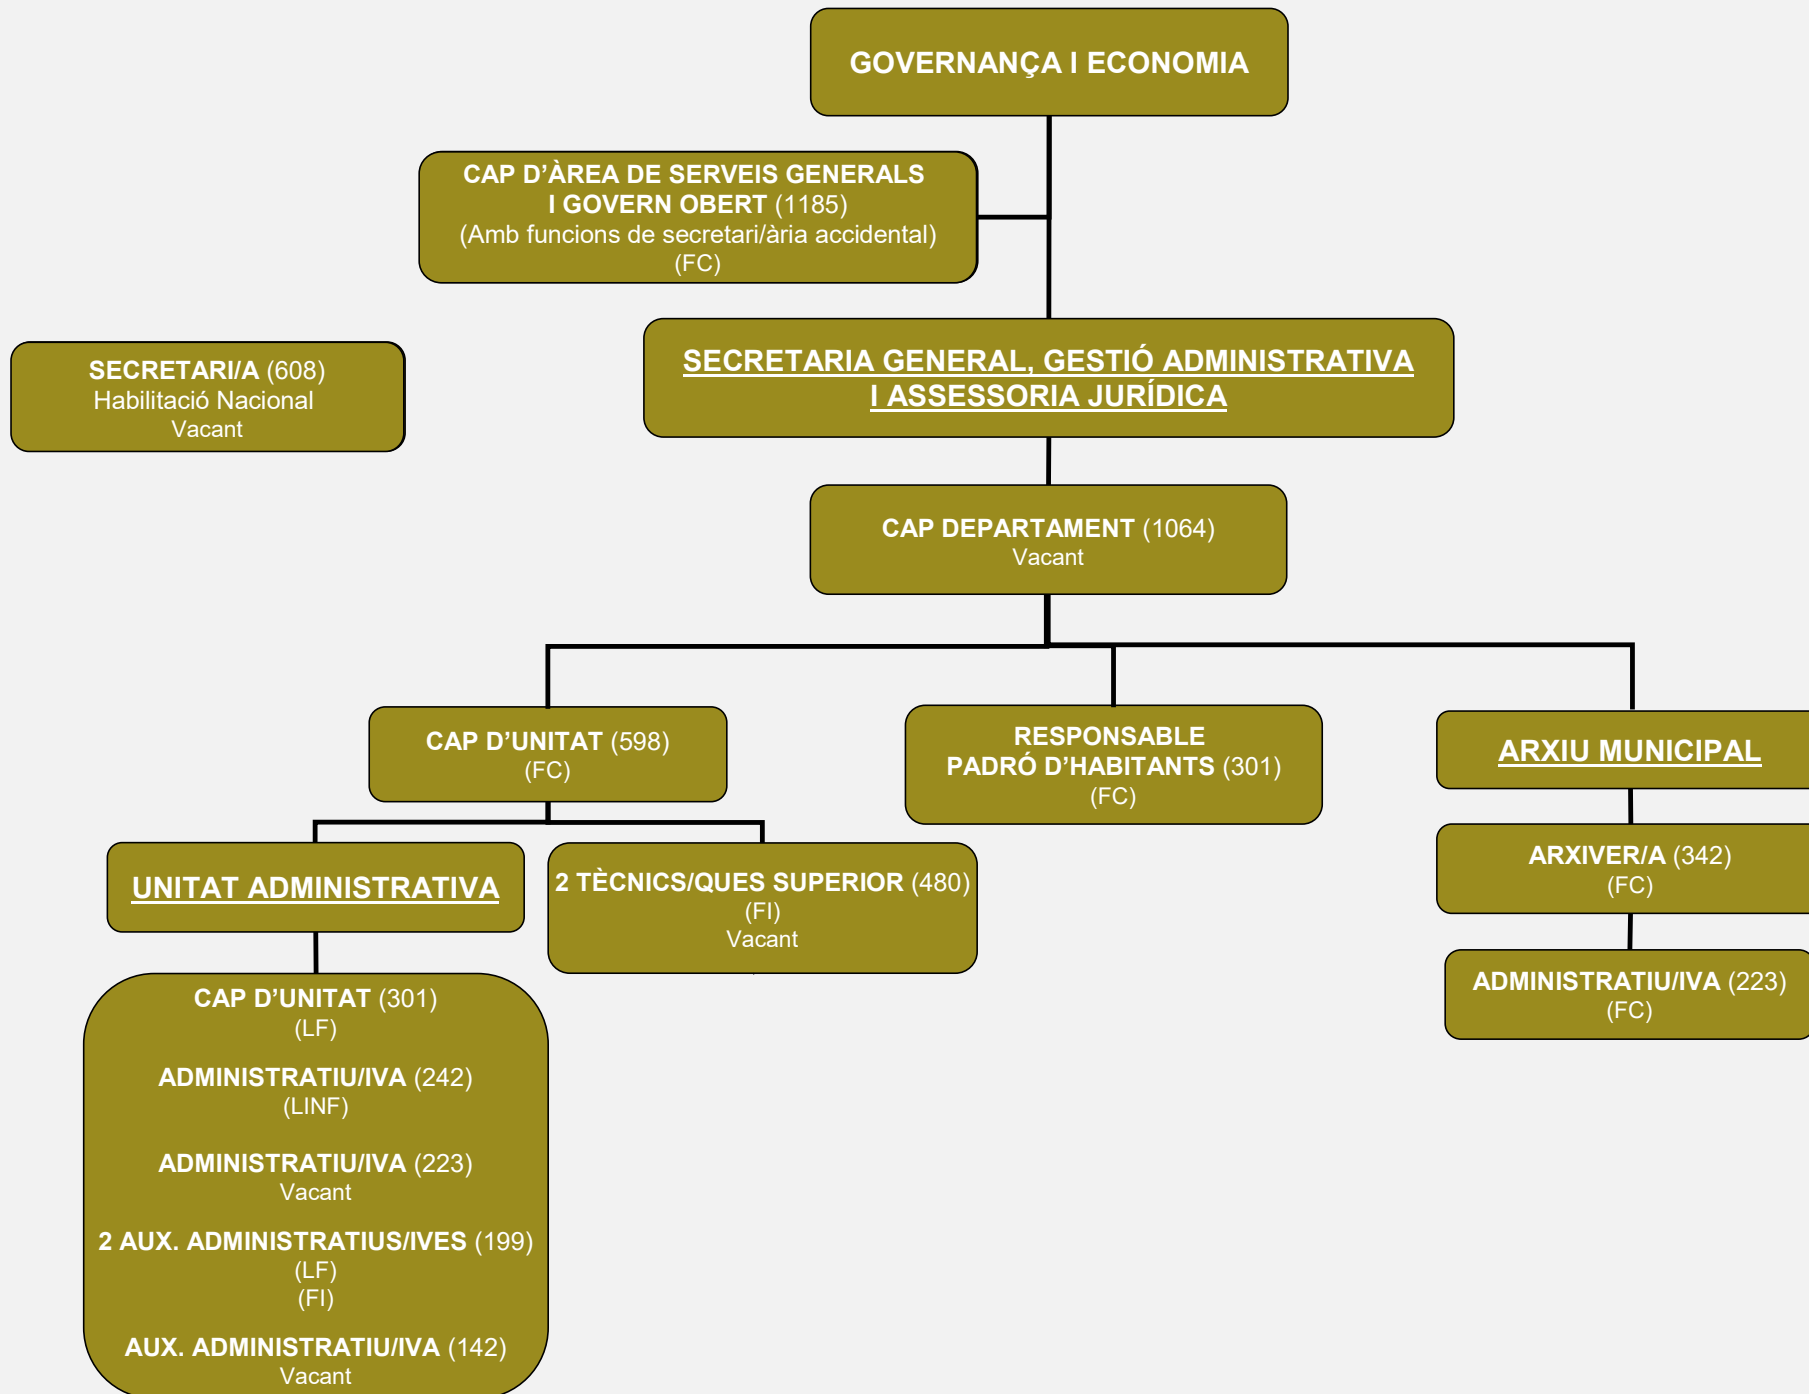 GOVERNANÇA I ECONOMIA
CAP D’ÀREA DE SERVEIS GENERALS
I GOVERN OBERT (1185)
(Amb funcions de secretari/ària accidental)
(FC)
SECRETARI/A (608)
Habilitació Nacional
Vacant
SECRETARIA GENERAL, GESTIÓ ADMINISTRATIVA
I ASSESSORIA JURÍDICA
CAP DEPARTAMENT (1064)
Vacant
CAP D’UNITAT (598)
(FC)
RESPONSABLE
PADRÓ D’HABITANTS (301)
(FC)
ARXIU MUNICIPAL
UNITAT ADMINISTRATIVA
2 TÈCNICS/QUES SUPERIOR (480)
(FI)
Vacant
ARXIVER/A (342)
(FC)
ADMINISTRATIU/IVA (223)
(FC)
CAP D’UNITAT (301)
(LF)
ADMINISTRATIU/IVA (242)
(LINF)
ADMINISTRATIU/IVA (223)
Vacant
2 AUX. ADMINISTRATIUS/IVES (199)
(LF)
(FI)
AUX. ADMINISTRATIU/IVA (142)
Vacant